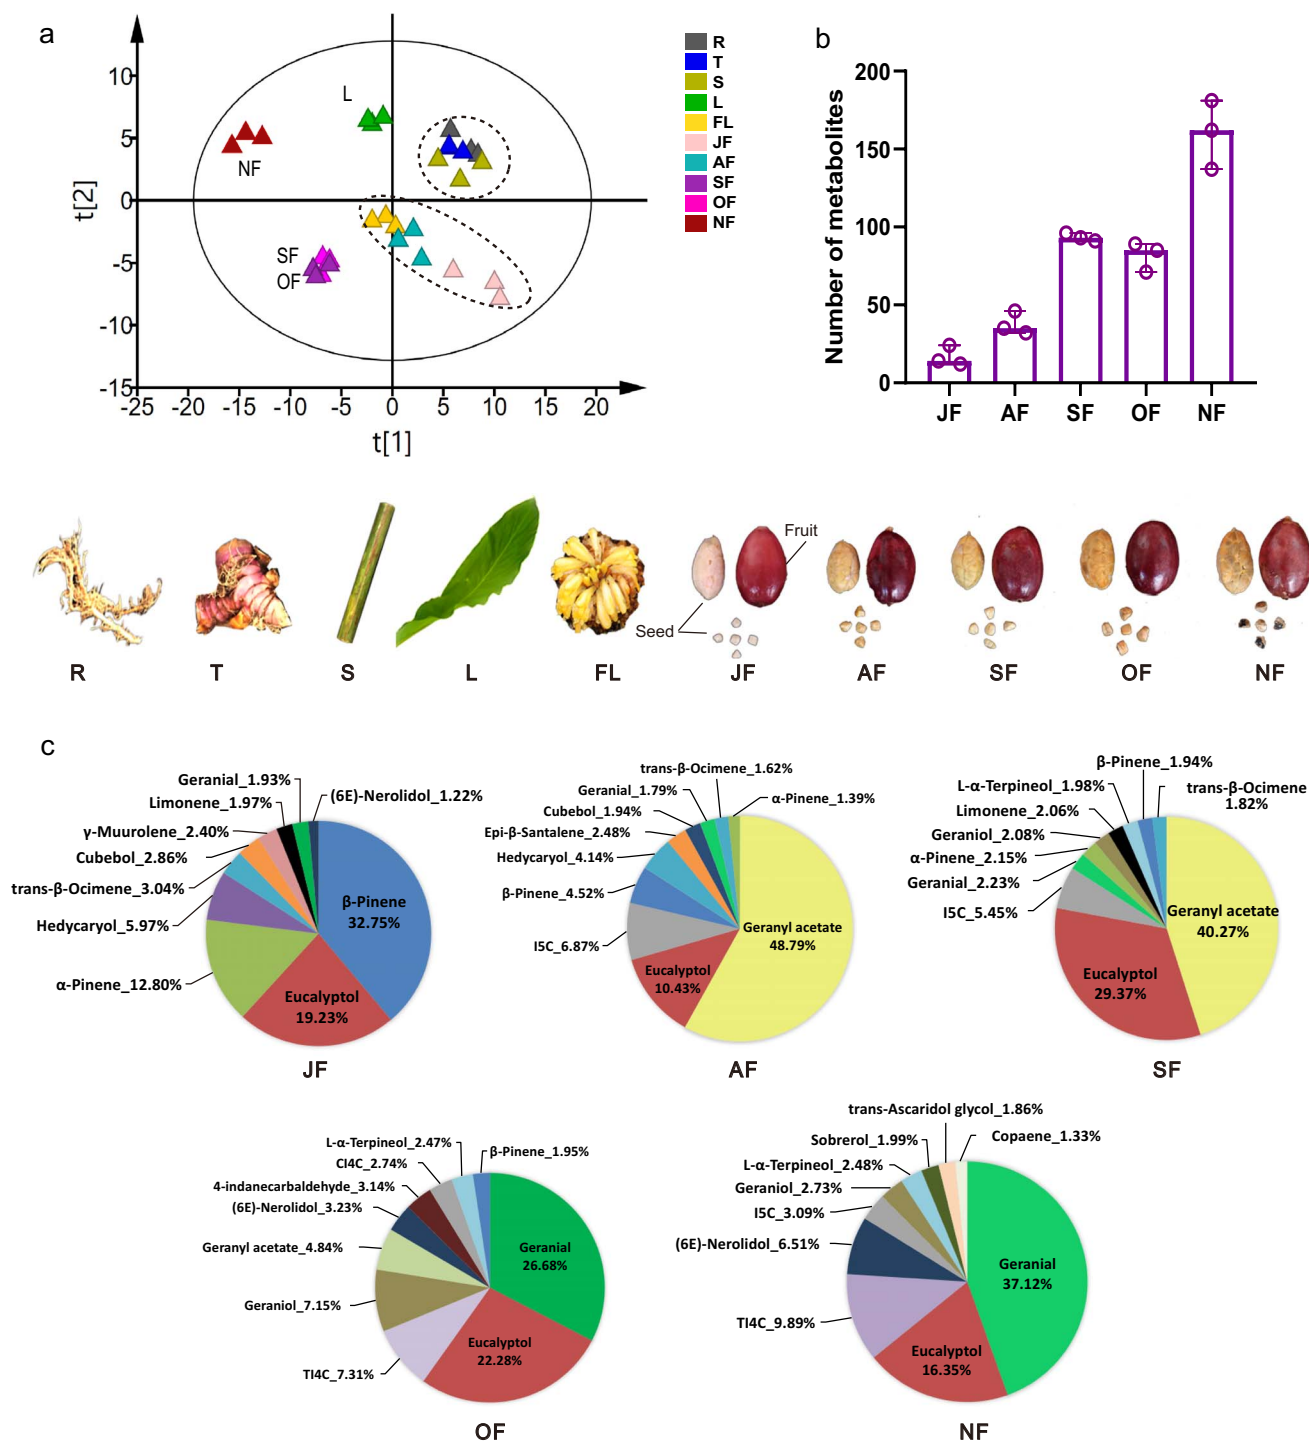 a
t[2]
10
5
0
-5
-10
-15
-25
-20
-15
-10
-5
0
5
10
15
20
t[1]
L
NF
SF
OF
R
T
S
L
FL
JF
AF
SF
OF
NF
b
Number of metabolites
200
150
100
50
0
JF
AF
SF
OF
NF
Fruit
Seed
R
T
S
L
FL
JF
AF
SF
OF
NF
c
Geranial_1.93%
Limonene_1.97%
(6E)-Nerolidol_1.22%
γ-Muurolene_2.40%
Cubebol_2.86%
trans-β-Ocimene_3.04%
Hedycaryol_5.97%
α-Pinene_12.80%
β-Pinene
32.75%
Eucalyptol
19.23%
JF
trans-β-Ocimene_1.62%
Geranial_1.79%
α-Pinene_1.39%
Cubebol_1.94%
Epi-β-Santalene_2.48%
Hedycaryol_4.14%
β-Pinene_4.52%
I5C_6.87%
Geranyl acetate
48.79%
Eucalyptol
10.43%
AF
β-Pinene_1.94%
L-α-Terpineol_1.98%
trans-β-Ocimene
1.82%
Limonene_2.06%
Geraniol_2.08%
α-Pinene_2.15%
Geranial_2.23%
I5C_5.45%
Geranyl acetate
40.27%
Eucalyptol
29.37%
SF
L-α-Terpineol_2.47%
β-Pinene_1.95%
CI4C_2.74%
4-indanecarbaldehyde_3.14%
(6E)-Nerolidol_3.23%
Geranyl acetate_4.84%
Geraniol_7.15%
TI4C_7.31%
Geranial
26.68%
Eucalyptol
22.28%
OF
trans-Ascaridol glycol_1.86%
Sobrerol_1.99%
Copaene_1.33%
L-α-Terpineol_2.48%
Geraniol_2.73%
I5C_3.09%
(6E)-Nerolidol_6.51%
TI4C_9.89%
Geranial
37.12%
Eucalyptol
16.35%
NF